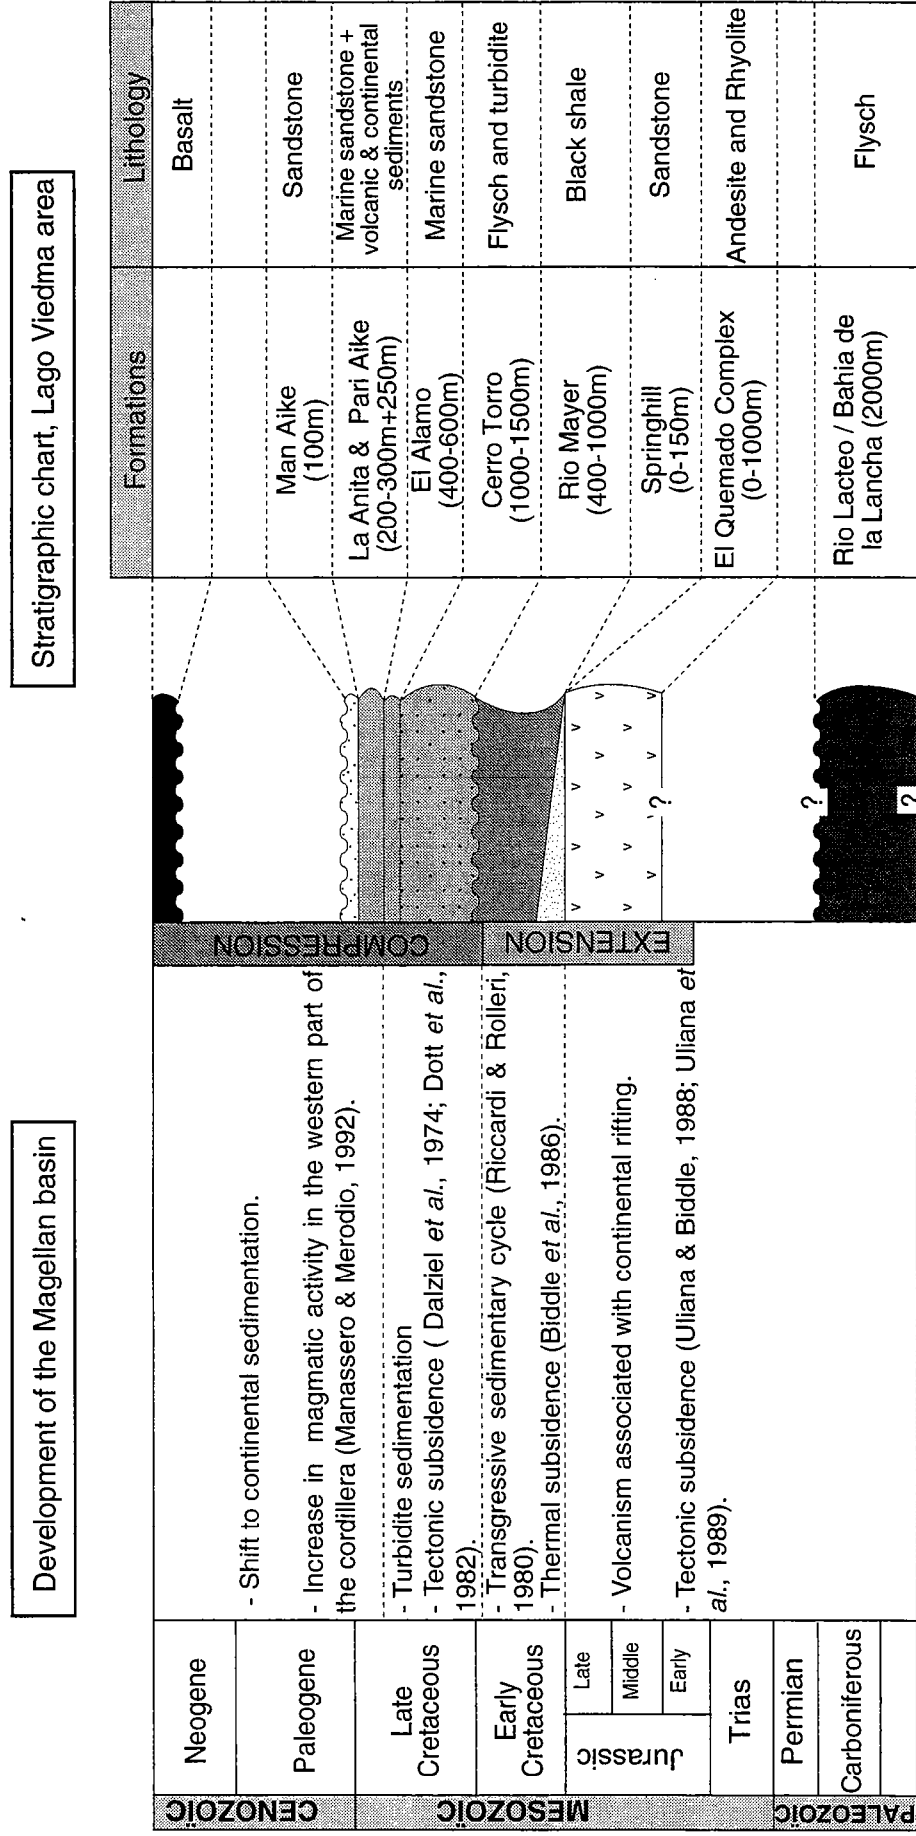 Development of the Magellan basin
Stratigraphic chart, Lago Viedma area
Formations
Lithology
CENOZOÏC
MESOZOÏC
PALEOZOÏC
Neogene
Paleogene
Late
Cretaceous
Early
Cretaceous
Jurassic
Late
Middle
Early
Trias
Permian
Carboniferous
- Shift to continental sedimentation.
- Increase in magmatic activity in the western part of
the cordillera (Manassero & Merodio, 1992).
- Turbidite sedimentation
- Tectonic subsidence ( Dalziel et al., 1974; Dott et al.,
1982).
- Transgressive sedimentary cycle (Riccardi & Rolleri,
1980).
- Thermal subsidence (Biddle et al., 1986).
- Volcanism associated with continental rifting.
- Tectonic subsidence (Uliana & Biddle, 1988; Uliana et
al., 1989).
COMPRESSION
EXTENSION
?
?
?
Basalt
Man Aike
(100m)
Sandstone
La Anita & Pari Aike
(200-300m+250m)
Marine sandstone +
volcanic & continental
sediments
El Alamo
(400-600m)
Marine sandstone
Cerro Torro
(1000-1500m)
Flysch and turbidite
Rio Mayer
(400-1000m)
Black shale
Springhill
(0-150m)
Sandstone
El Quemado Complex
(0-1000m)
Andesite and Rhyolite
Rio Lacteo / Bahia de
la Lancha (2000m)
Flysch